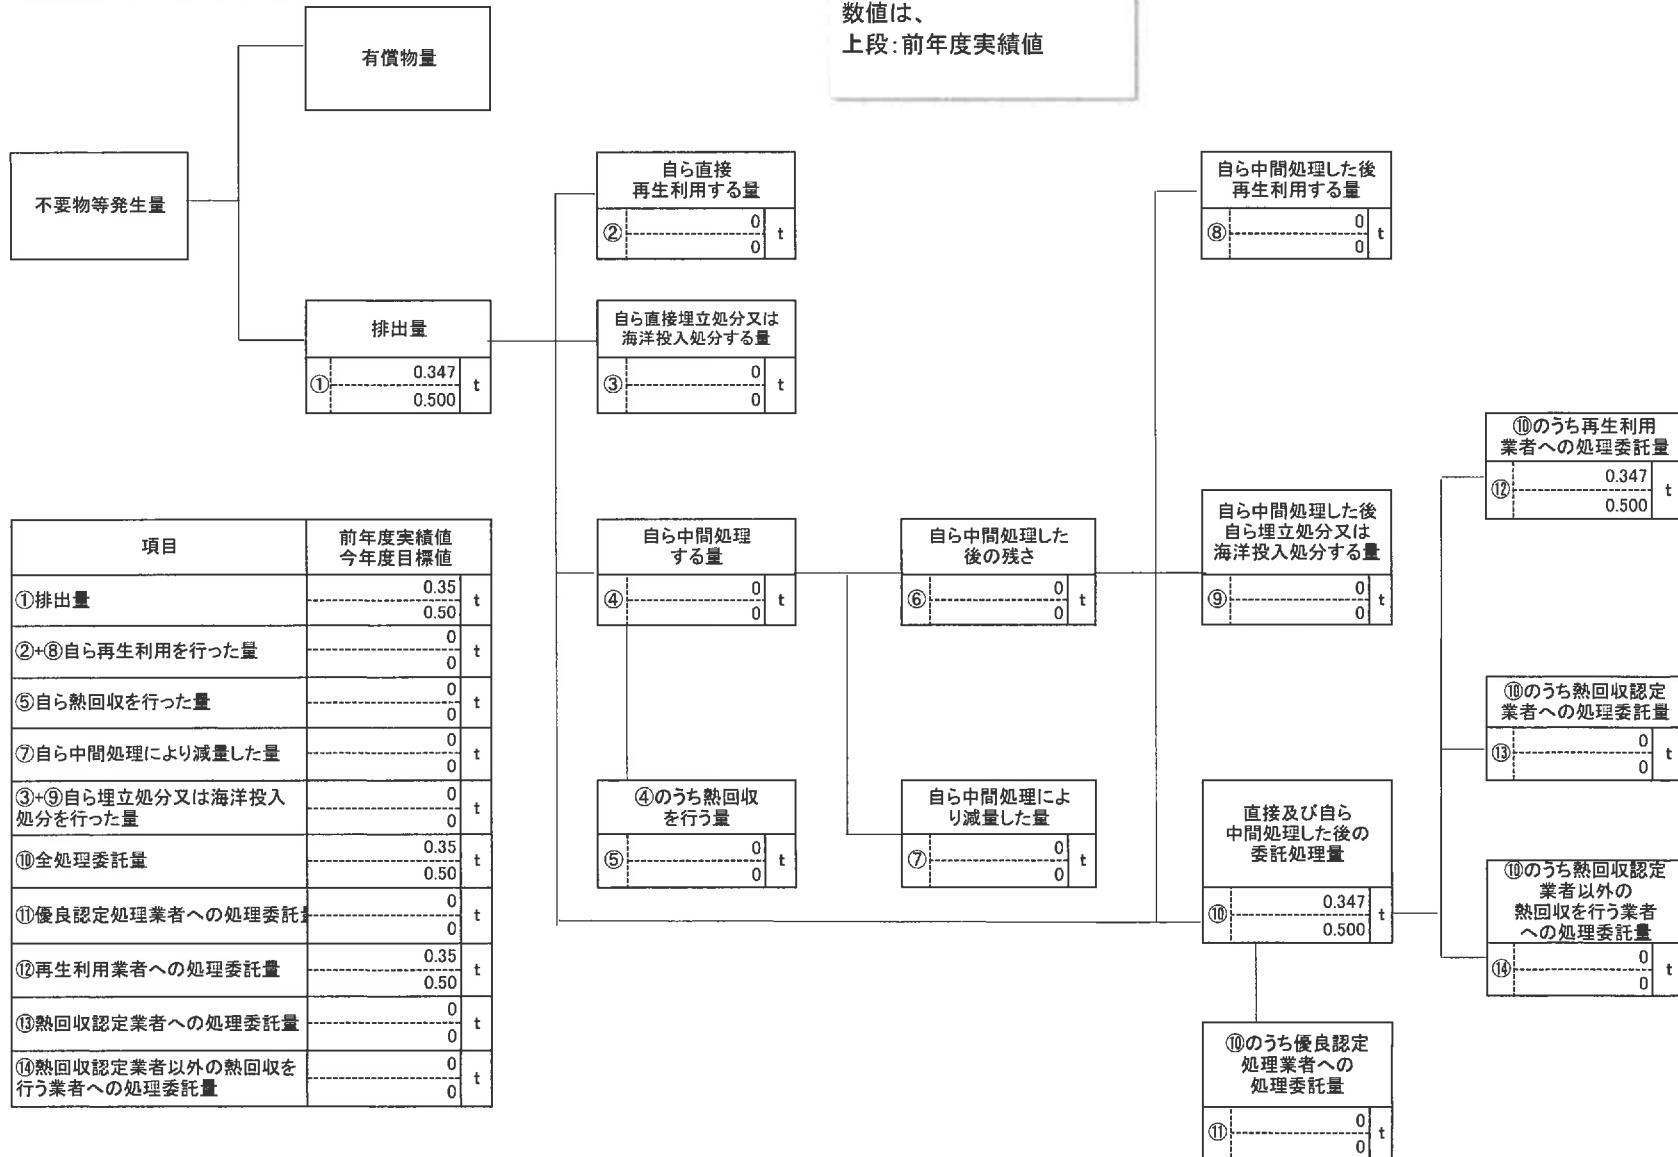 数値は、
上段:前年度実績値
有償物量
不要物等発生量
排出量
① 0.347 t
0.500
自ら直接
再生利用する量
② 0 t
0
自ら直接埋立処分又は
海洋投入処分する量
③ 0 t
0
自ら中間処理
する量
④ 0 t
0
④のうち熱回収
を行う量
⑤ 0 t
0
自ら中間処理した
後の残さ
⑥ 0 t
0
自ら中間処理によ
り減量した量
⑦ 0 t
0
自ら中間処理した後
再生利用する量
⑧ 0 t
0
自ら中間処理した後
自ら埋立処分又は
海洋投入処分する量
⑨ 0 t
0
直接及び自ら
中間処理した後の
委託処理量
⑩ 0.347 t
0.500
⑩のうち優良認定
処理業者への
処理委託量
⑪ 0 t
0
⑩のうち再生利用
業者への処理委託量
⑫ 0.347 t
0.500
⑩のうち熱回収認定
業者への処理委託量
⑬ 0 t
0
⑩のうち熱回収認定
業者以外の
熱回収を行う業者
への処理委託量
⑭ 0 t
0
項目 前年度実績値
今年度目標値
①排出量 0.35 t
0.50
②+⑧自ら再生利用を行った量 0 t
0
⑤自ら熱回収を行った量 0 t
0
⑦自ら中間処理により減量した量 0 t
0
③+⑨自ら埋立処分又は海洋投入
処分を行った量 0 t
0
⑩全処理委託量 0.35 t
0.50
⑪優良認定処理業者への処理委託 0 t
0
⑫再生利用業者への処理委託量 0.35 t
0.50
⑬熱回収認定業者への処理委託量 0 t
0
⑭熱回収認定業者以外の熱回収を
行う業者への処理委託量 0 t
0